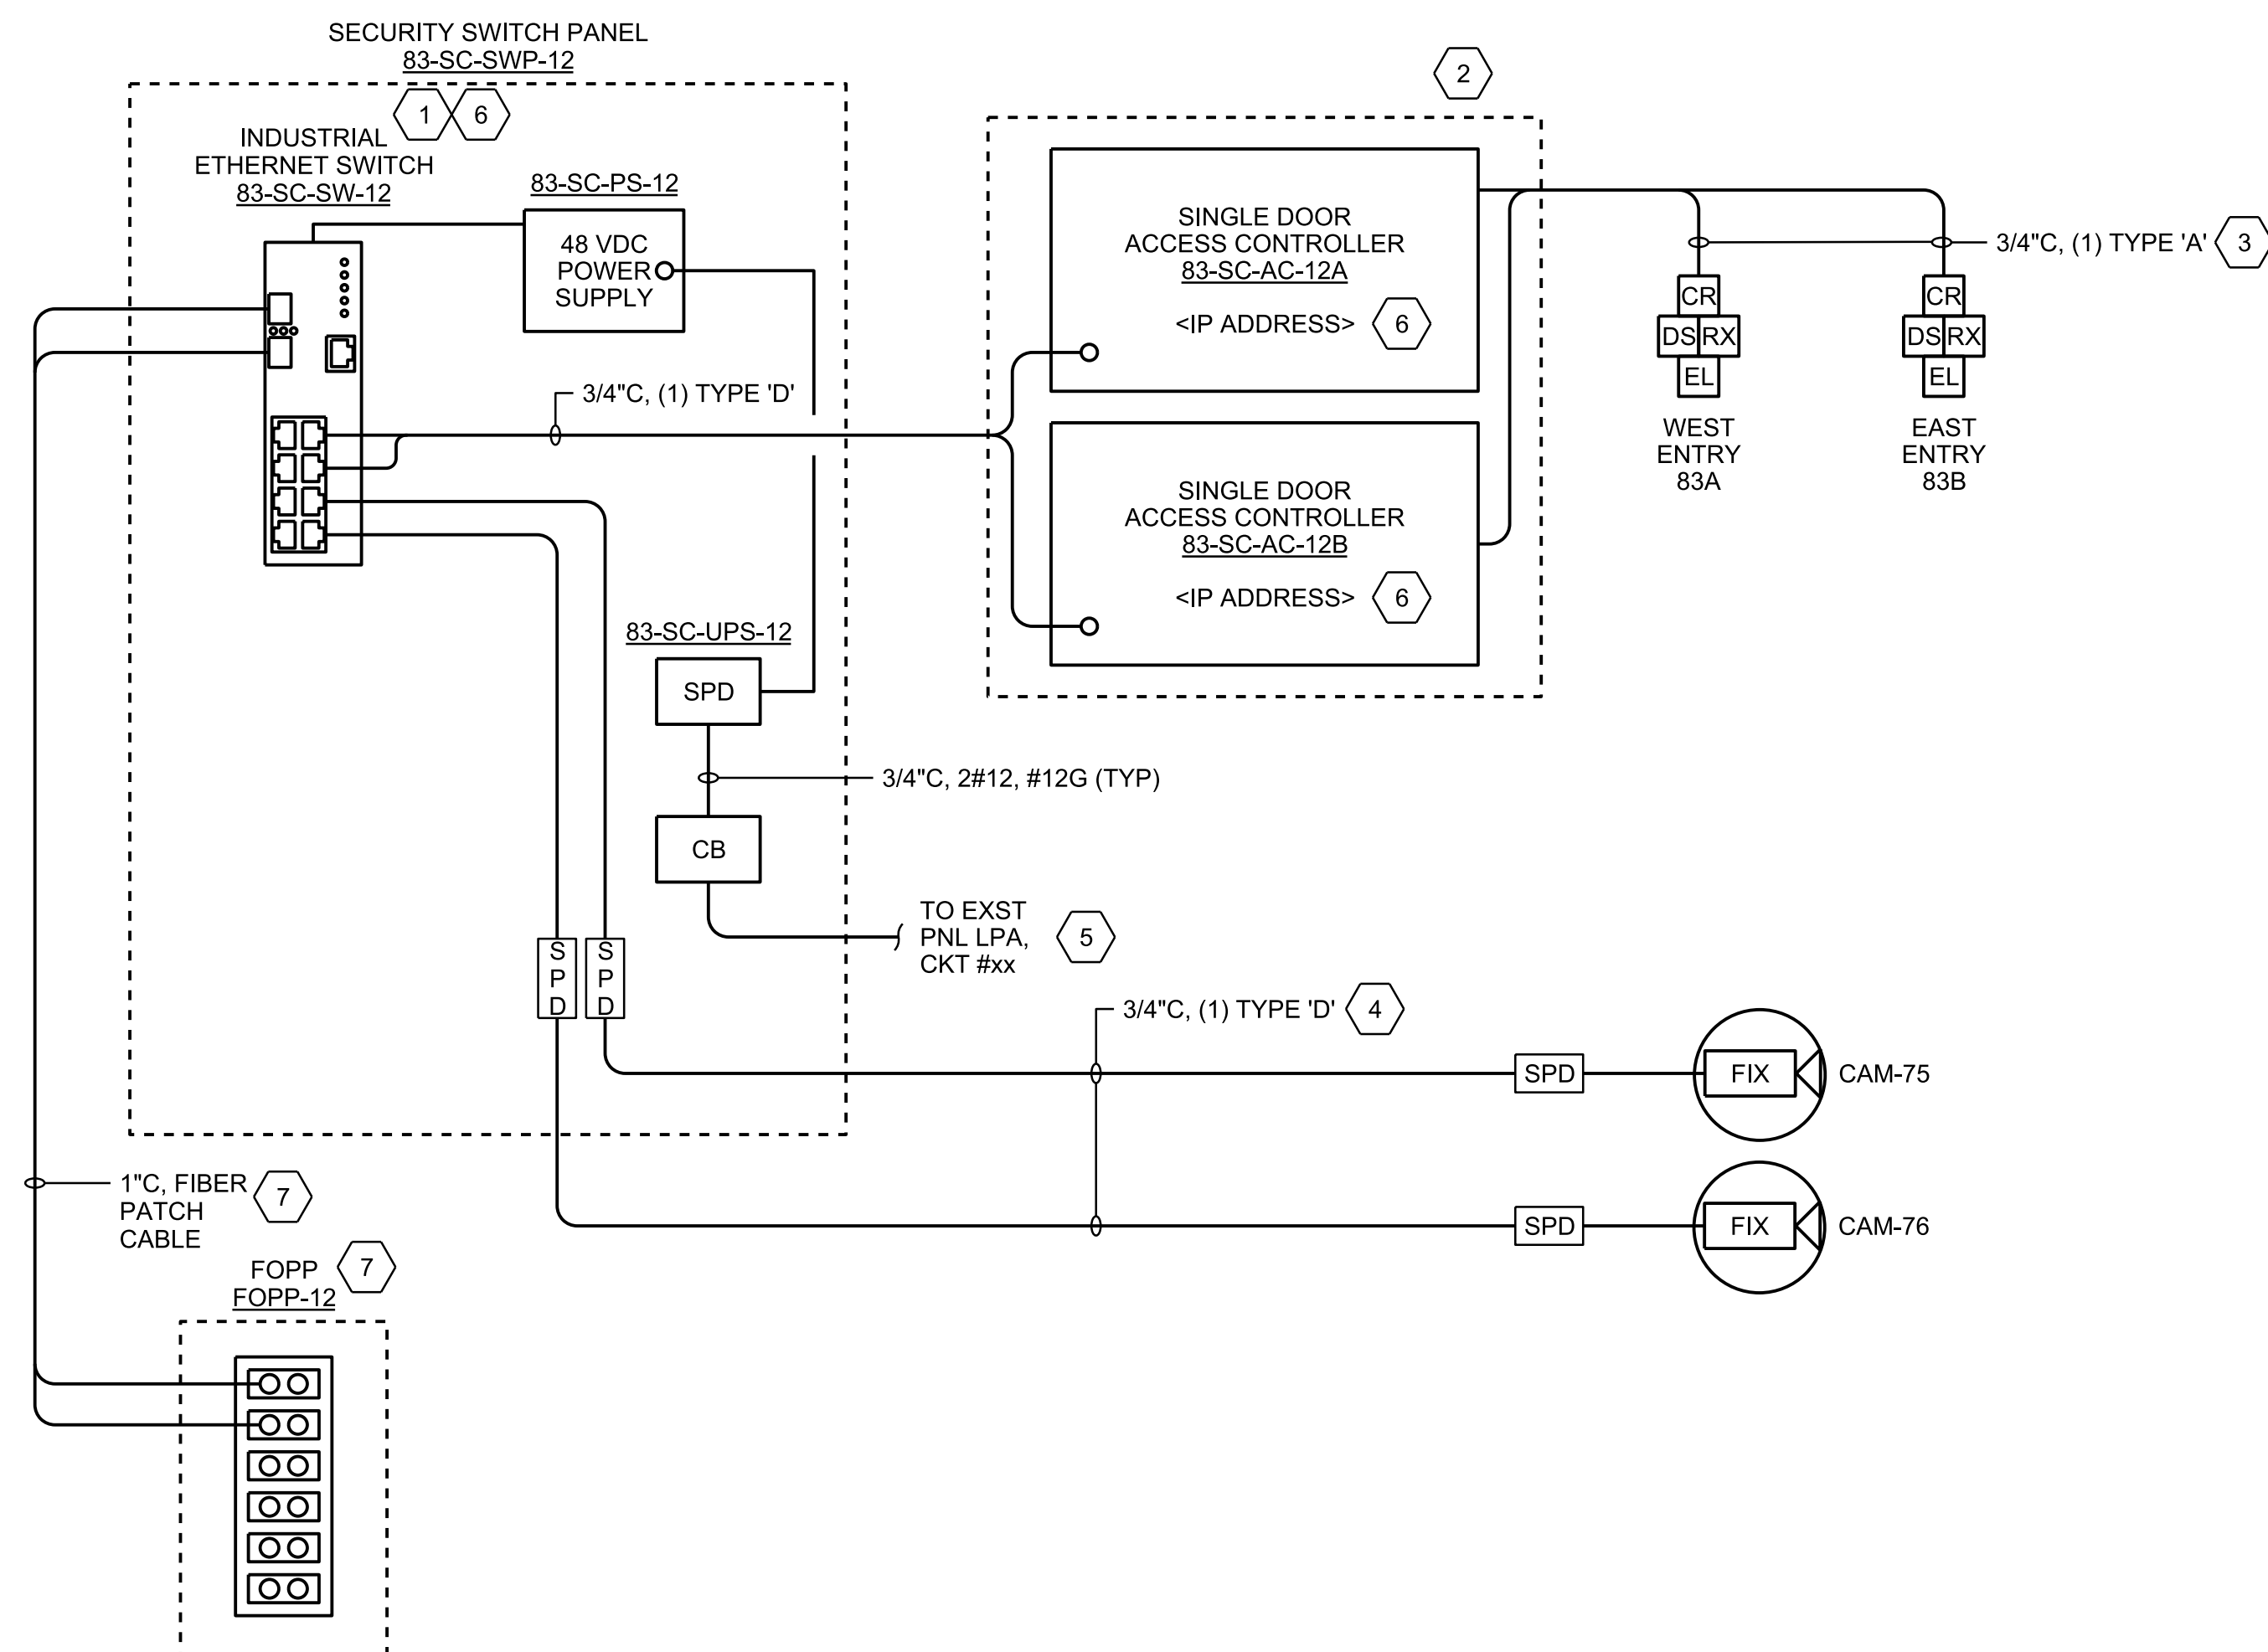 SECURITY SWITCH PANEL
83-SC-SWP-12
1
6
INDUSTRIAL
ETHERNET SWITCH
83-SC-SW-12
83-SC-PS-12
48 VDC
POWER
SUPPLY
3/4"C, (1) TYPE 'D'
2
SINGLE DOOR
ACCESS CONTROLLER
83-SC-AC-12A
<IP ADDRESS>
6
SINGLE DOOR
ACCESS CONTROLLER
83-SC-AC-12B
<IP ADDRESS>
6
3/4"C, (1) TYPE 'A'
3
CR
DS RX
EL
WEST
ENTRY
83A
CR
DS RX
EL
EAST
ENTRY
83B
83-SC-UPS-12
SPD
3/4"C, 2#12, #12G (TYP)
CB
TO EXST
PNL LPA,
CKT #xx
5
SPD
SPD
3/4"C, (1) TYPE 'D'
4
SPD
FIX
CAM-75
SPD
FIX
CAM-76
1"C, FIBER
PATCH
CABLE
7
FOPP
FOPP-12
7